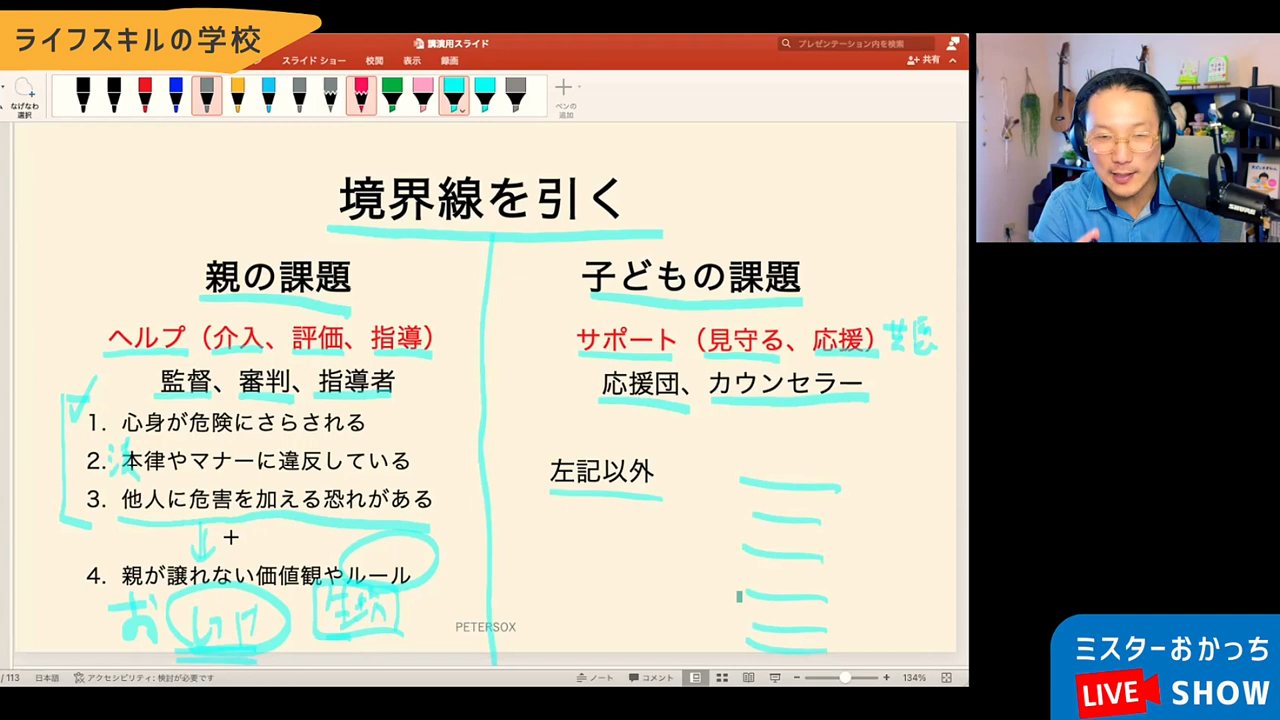 ライフスキルの学校
講演用スライド
プレゼンテーション内を検索
スライド ショー
校閲
表示
録画
共有
なげなわ
選択
ペンの
追加
境界線を引く
親の課題
子どもの課題
ヘルプ（介入、評価、指導）
サポート（見守る、応援）
監督、審判、指導者
応援団、カウンセラー
1. 心身が危険にさらされる
2. 本律やマナーに違反している
左記以外
3. 他人に危害を加える恐れがある
+
4. 親が譲れない価値観やルール
お
しつけ
PETERSOX
SHURE
/ 113
日本語
アクセシビリティ: 検討が必要です
ノート
コメント
134%
ミスターおかっち
LIVE SHOW